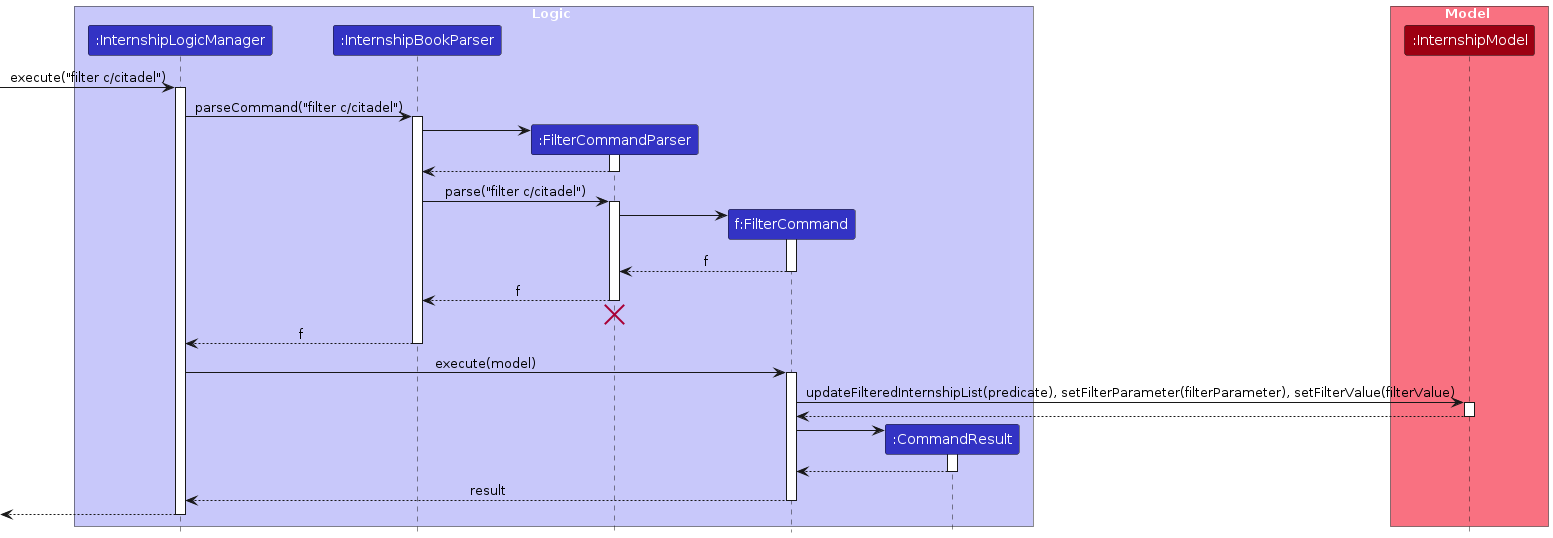 Logic
Model
:InternshipLogicManager
:InternshipBookParser
:InternshipModel
execute("filter c/citadel")
parseCommand("filter c/citadel")
:FilterCommandParser
parse("filter c/citadel")
f:FilterCommand
f
f
f
execute(model)
updateFilteredInternshipList(predicate), setFilterParameter(filterParameter), setFilterValue(filterValue)
:CommandResult
result